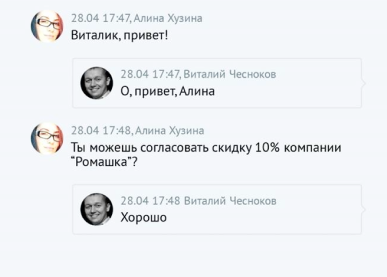 28.04 17:47, Алина Хузина
Виталик, привет!
28.04 17:47, Виталий Чесноков
О, привет, Алина
28.04 17:48, Алина Хузина
Ты можешь согласовать скидку 10% компании
"Ромашка"?
28.04 17:48 Виталий Чесноков
Хорошо